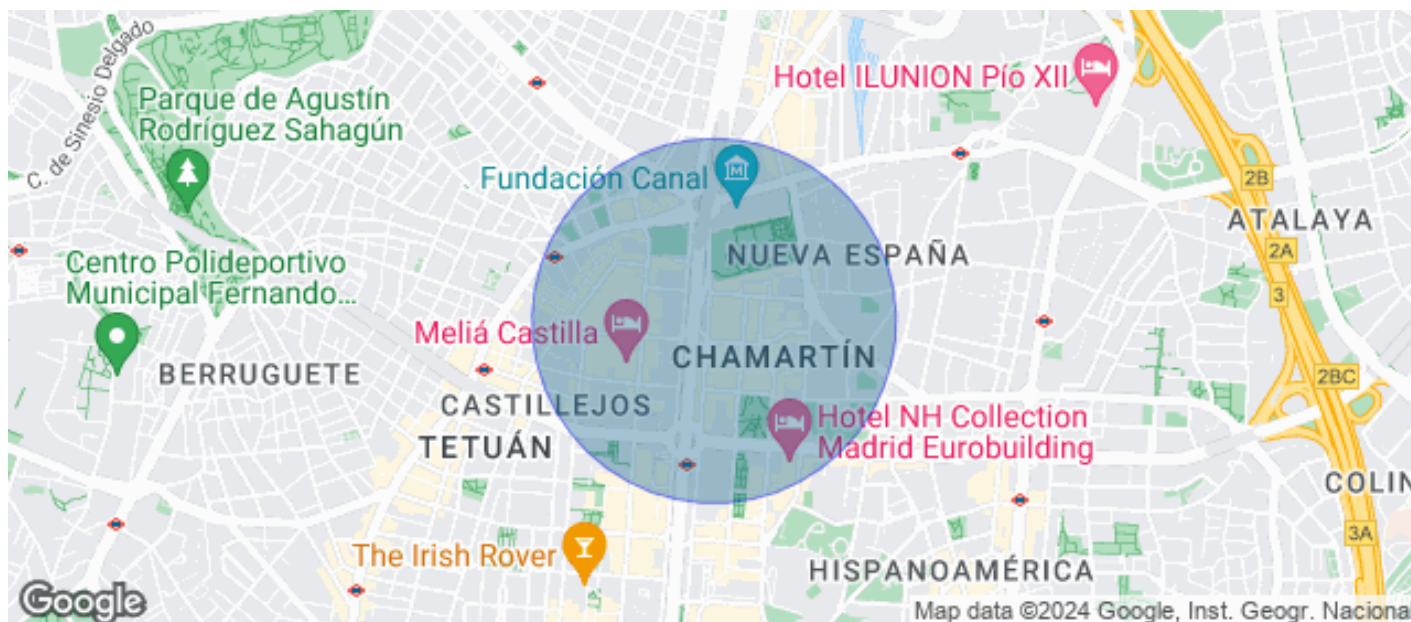 C. de Sinesio Delgado
Parque de Agustín
Rodríguez Sahagún
Hotel ILUNION Pío XII
Fundación Canal
2B
ATALAYA
NUEVA ESPAÑA
2A
Centro Polideportivo
Municipal Fernando...
3
Meliá Castilla
CHAMARTÍN
BERRUGUETE
2BC
CASTILLEJOS
Hotel NH Collection
Madrid Eurobuilding
TETUÁN
COLIN
3A
The Irish Rover
HISPANOAMÉRICA
Google
Map data ©2024 Google, Inst. Geogr. Nacional